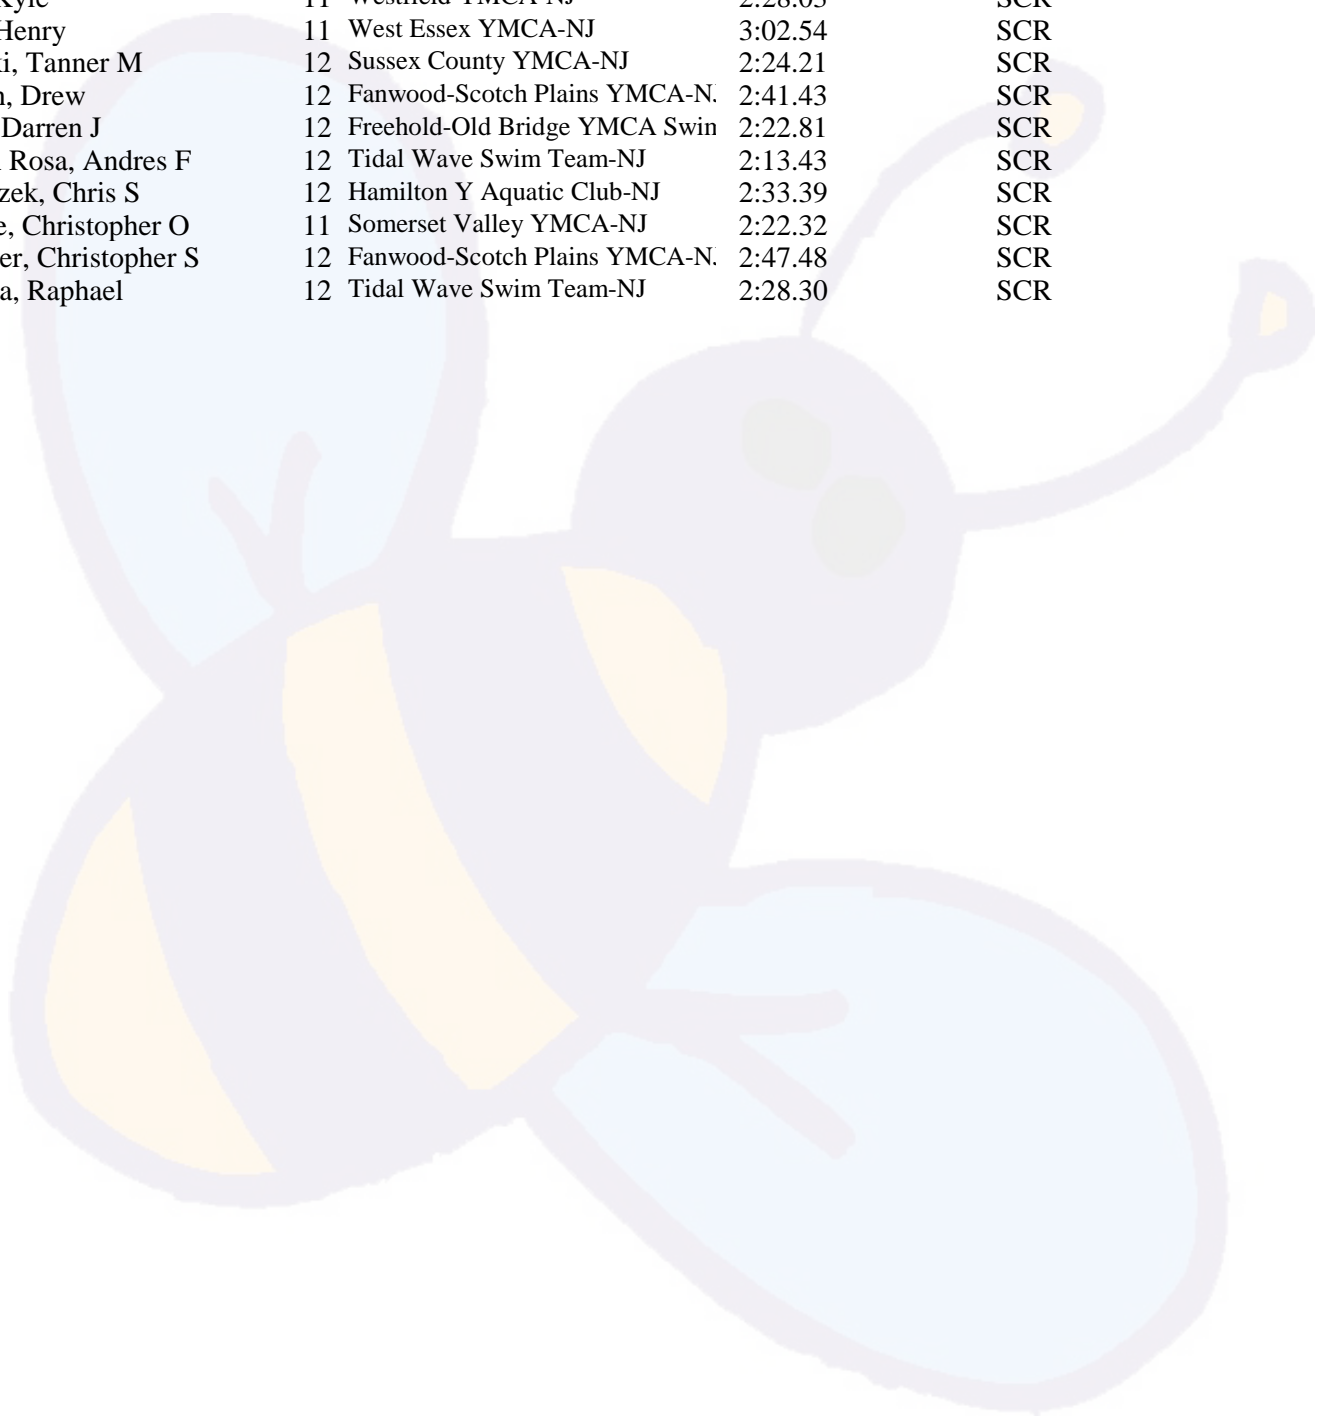 Kyle 11 Westfield YMCA-NJ 2:28.03 SCR
Henry 11 West Essex YMCA-NJ 3:02.54 SCR
ki, Tanner M 12 Sussex County YMCA-NJ 2:24.21 SCR
n, Drew 12 Fanwood-Scotch Plains YMCA-N. 2:41.43 SCR
Darren J 12 Freehold-Old Bridge YMCA Swin 2:22.81 SCR
Rosa, Andres F 12 Tidal Wave Swim Team-NJ 2:13.43 SCR
zek, Chris S 12 Hamilton Y Aquatic Club-NJ 2:33.39 SCR
e, Christopher O 11 Somerset Valley YMCA-NJ 2:22.32 SCR
er, Christopher S 12 Fanwood-Scotch Plains YMCA-N. 2:47.48 SCR
a, Raphael 12 Tidal Wave Swim Team-NJ 2:28.30 SCR